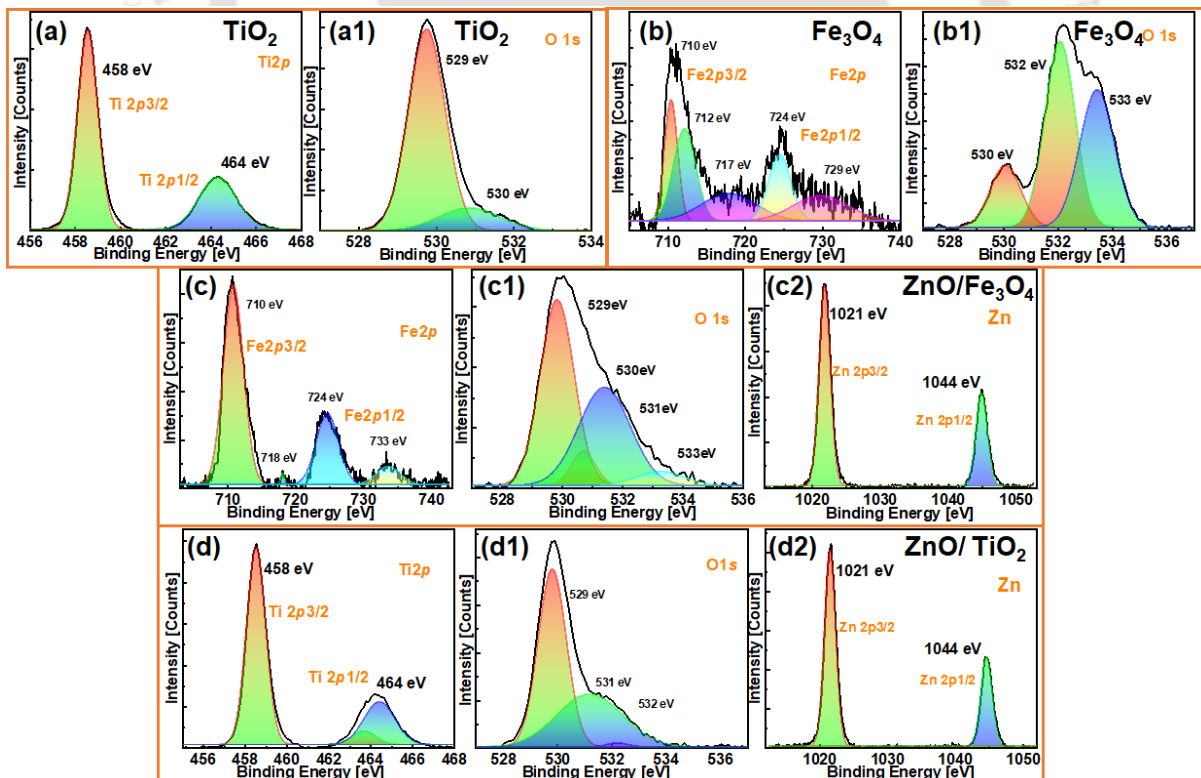 (a)
TiO2
Ti2p
458 eV
Ti 2p3/2
464 eV
Ti 2p1/2
Intensity [Counts]
456 458 460 462 464 466 468
Binding Energy [eV]
(a1)
TiO2
O 1s
529 eV
530 eV
Intensity [Counts]
528 530 532 534
Binding Energy [eV]
(b)
Fe3O4
710 eV
Fe2p3/2
Fe2p
712 eV
724 eV
Fe2p1/2
717 eV
729 eV
Intensity [Counts]
710 720 730 740
Binding Energy [eV]
(b1)
Fe3O4 O 1s
532 eV
533 eV
530 eV
Intensity [Counts]
528 530 532 534 536
Binding Energy [eV]
(c)
710 eV
Fe2p
Fe2p3/2
724 eV
Fe2p1/2
718 eV
733 eV
Intensity [Counts]
710 720 730 740
Binding Energy [eV]
(c1)
529eV
O 1s
530eV
531eV
533eV
Intensity [Counts]
528 530 532 534 536
Binding Energy [eV]
(c2)
ZnO/Fe3O4
1021 eV
Zn
Zn 2p3/2
1044 eV
Zn 2p1/2
Intensity [Counts]
1020 1030 1040 1050
Binding Energy [eV]
(d)
458 eV
Ti2p
Ti 2p3/2
Ti 2p1/2
464 eV
Intensity [Counts]
456 458 460 462 464 466 468
Binding Energy [eV]
(d1)
O1s
529 eV
531 eV
532 eV
Intensity [Counts]
528 530 532 534 536
Binding Energy [eV]
(d2)
ZnO/ TiO2
1021 eV
Zn
Zn 2p3/2
1044 eV
Zn 2p1/2
Intensity [Counts]
1020 1030 1040 1050
Binding Energy [eV]